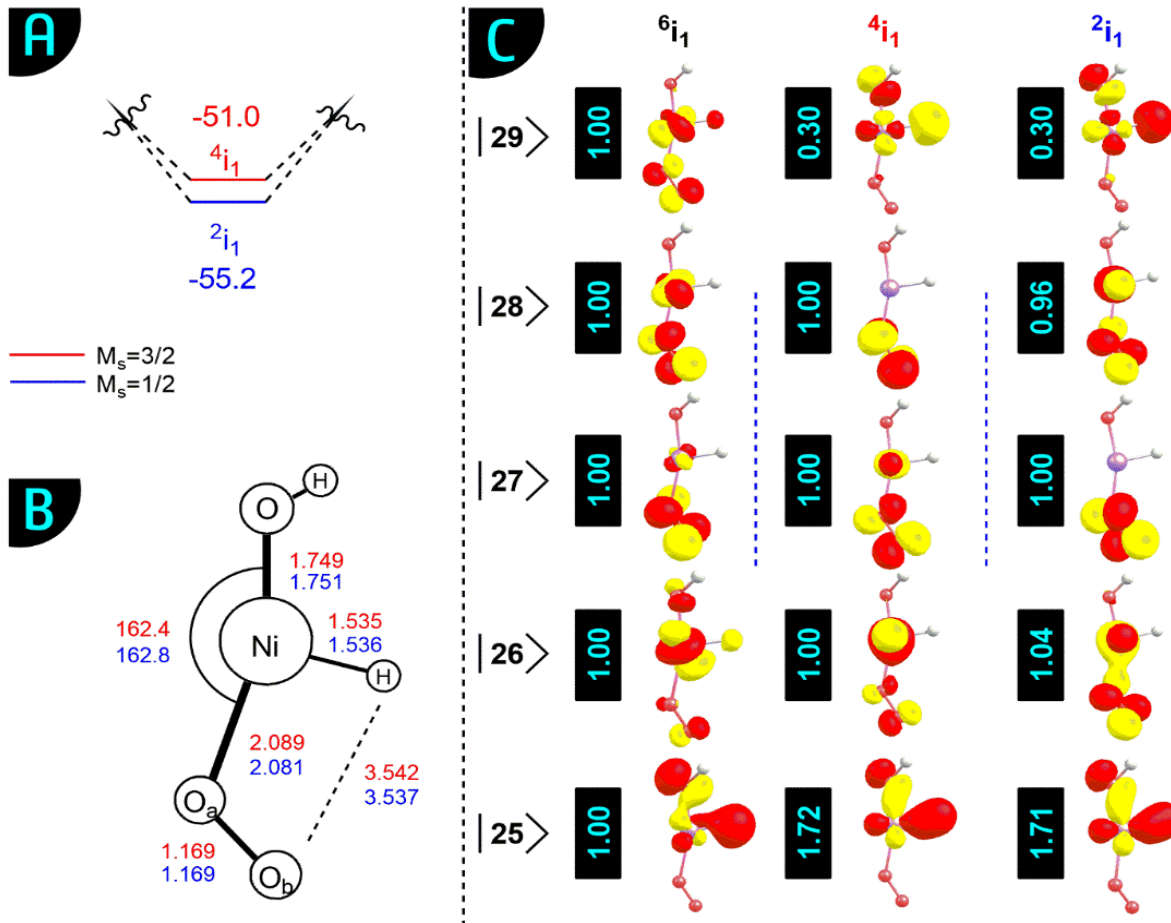 A
-51.0
⁴i₁
²i₁
-55.2
Mₛ=3/2
Mₛ=1/2
B
H
O
1.749
1.751
162.4
162.8
Ni
1.535
1.536
H
2.089
2.081
3.542
3.537
Oₐ
1.169
1.169
O_b
C
⁶i₁ ⁴i₁ ²i₁
|29> 1.00 0.30 0.30
|28> 1.00 1.00 0.96
|27> 1.00 1.00 1.00
|26> 1.00 1.00 1.04
|25> 1.00 1.72 1.71